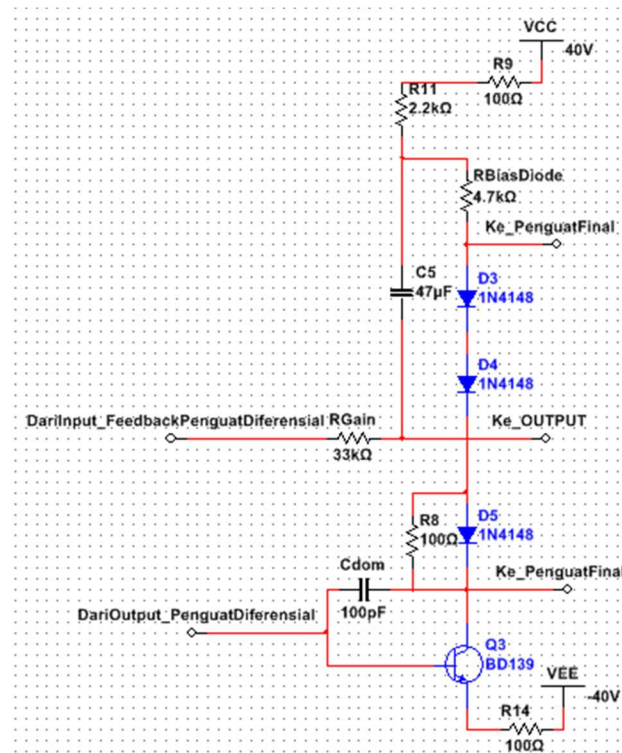 VCC
40V
R9
100Ω
R11
2.2kΩ
RBiasDiode
4.7kΩ
Ke_PenguatFinal
C5
47µF
D3
1N4148
D4
1N4148
DariInput_FeedbackPenguatDiferensial
RGain
33kΩ
Ke_OUTPUT
R8
100Ω
D5
1N4148
Cdom
100pF
Ke_PenguatFinal
DariOutput_PenguatDiferensial
Q3
BD139
VEE
-40V
R14
100Ω